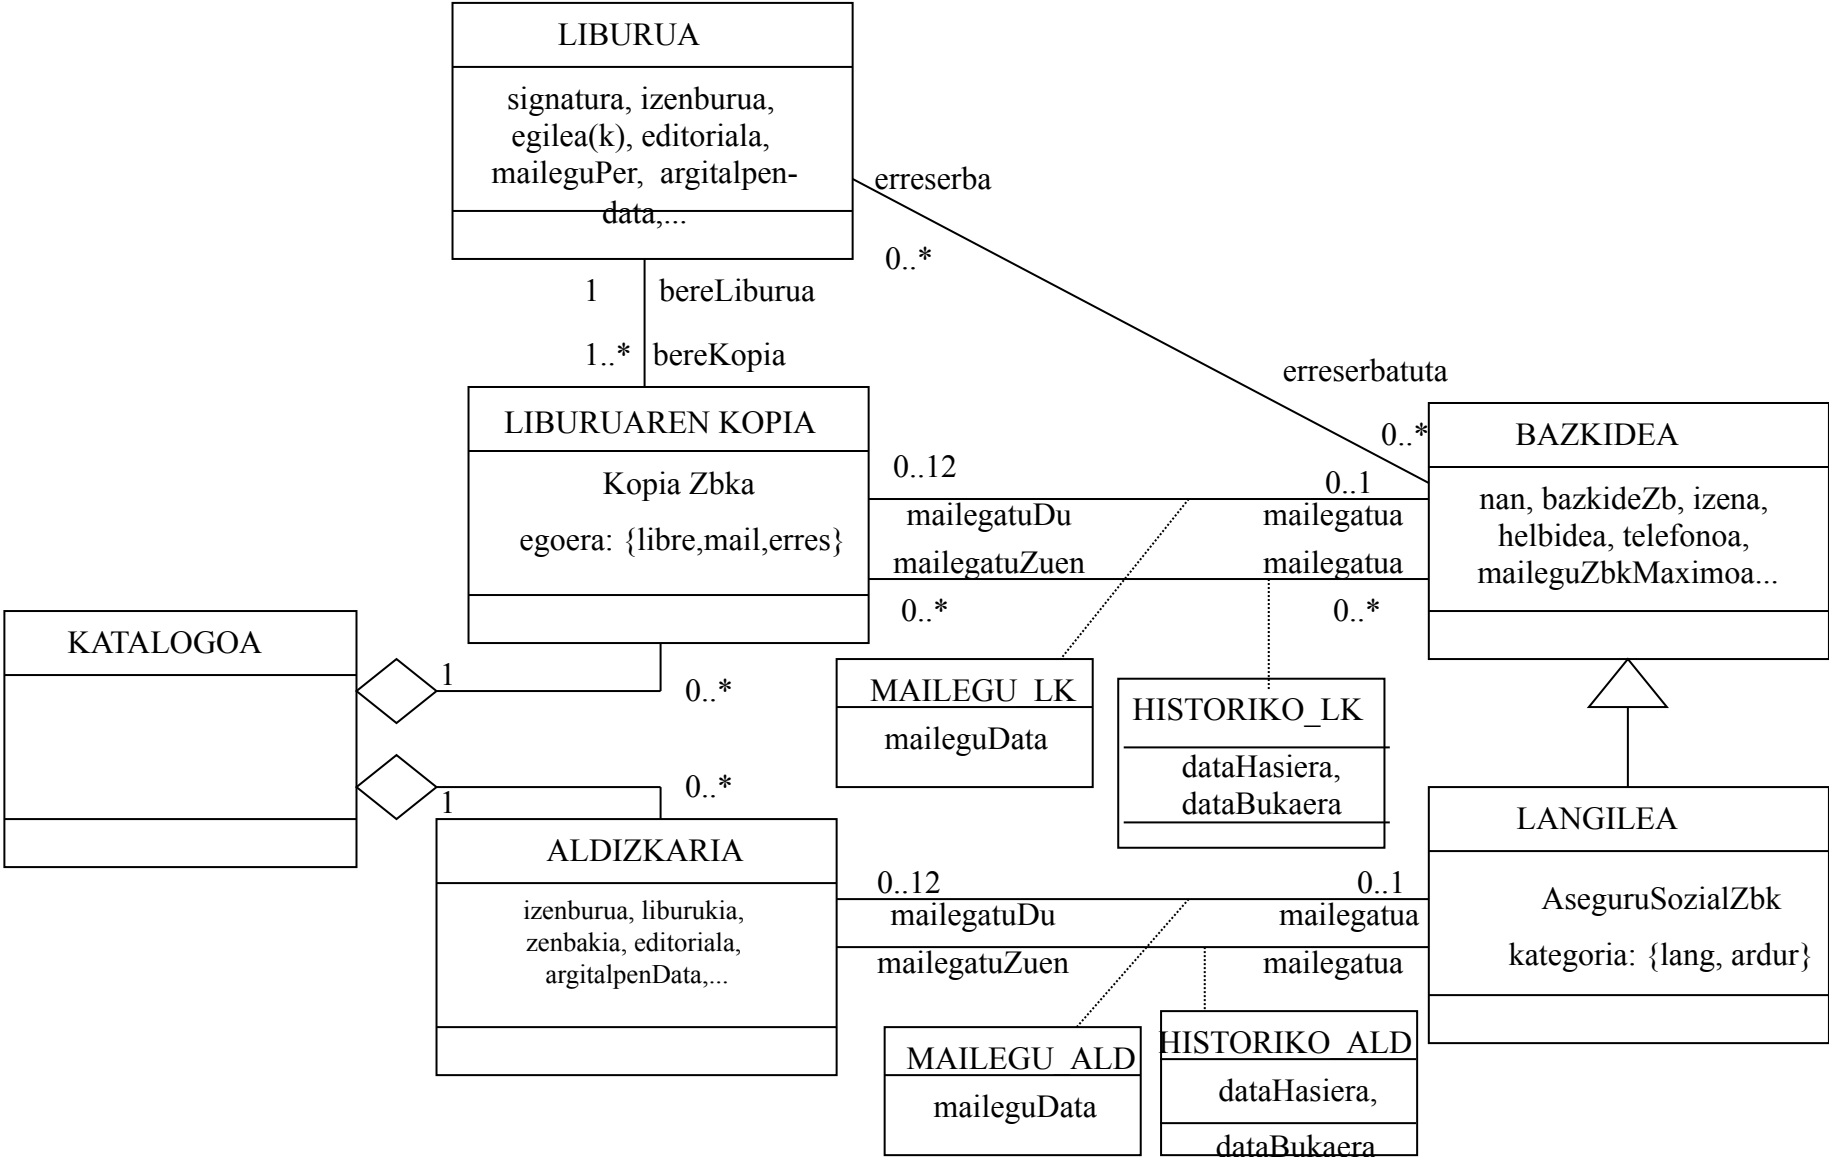 LIBURUA
signatura, izenburua,
egilea(k), editoriala,
maileguPer, argitalpen-
data,...
erreserba
0..*
1 bereLiburua
1..* bereKopia
erreserbatuta
0..*
LIBURUAREN KOPIA
Kopia Zbka
egoera: {libre,mail,erres}
BAZKIDEA
nan, bazkideZb, izena,
helbidea, telefonoa,
maileguZbkMaximoa...
0..12 0..1
mailegatuDu mailegatua
mailegatuZuen mailegatua
0..* 0..*
KATALOGOA
1 0..*
1 0..*
MAILEGU_LK
maileguData
HISTORIKO_LK
dataHasiera,
dataBukaera
LANGILEA
AseguruSozialZbk
kategoria: {lang, ardur}
ALDIZKARIA
izenburua, liburukia,
zenbakia, editoriala,
argitalpenData,...
0..12 0..1
mailegatuDu mailegatua
mailegatuZuen mailegatua
MAILEGU_ALD
maileguData
HISTORIKO_ALD
dataHasiera,
dataBukaera